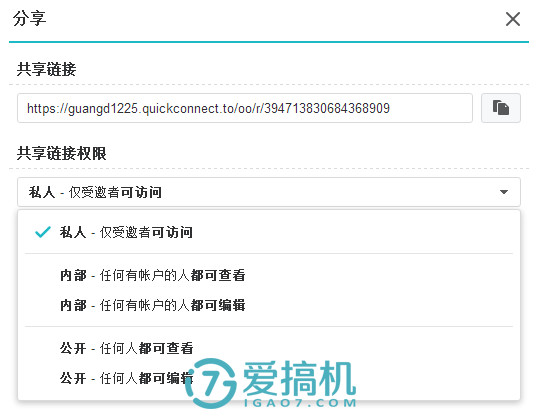 分享
共享链接
https://guangd1225.quickconnect.to/oo/r/394713830684368909
共享链接权限
私人 - 仅受邀者可访问
私人 - 仅受邀者可访问
内部 - 任何有帐户的人都可查看
内部 - 任何有帐户的人都可编辑
公开 - 任何人都可查看
公开 - 任何人都可编辑
i7 爱搞机
IGAO7.COM